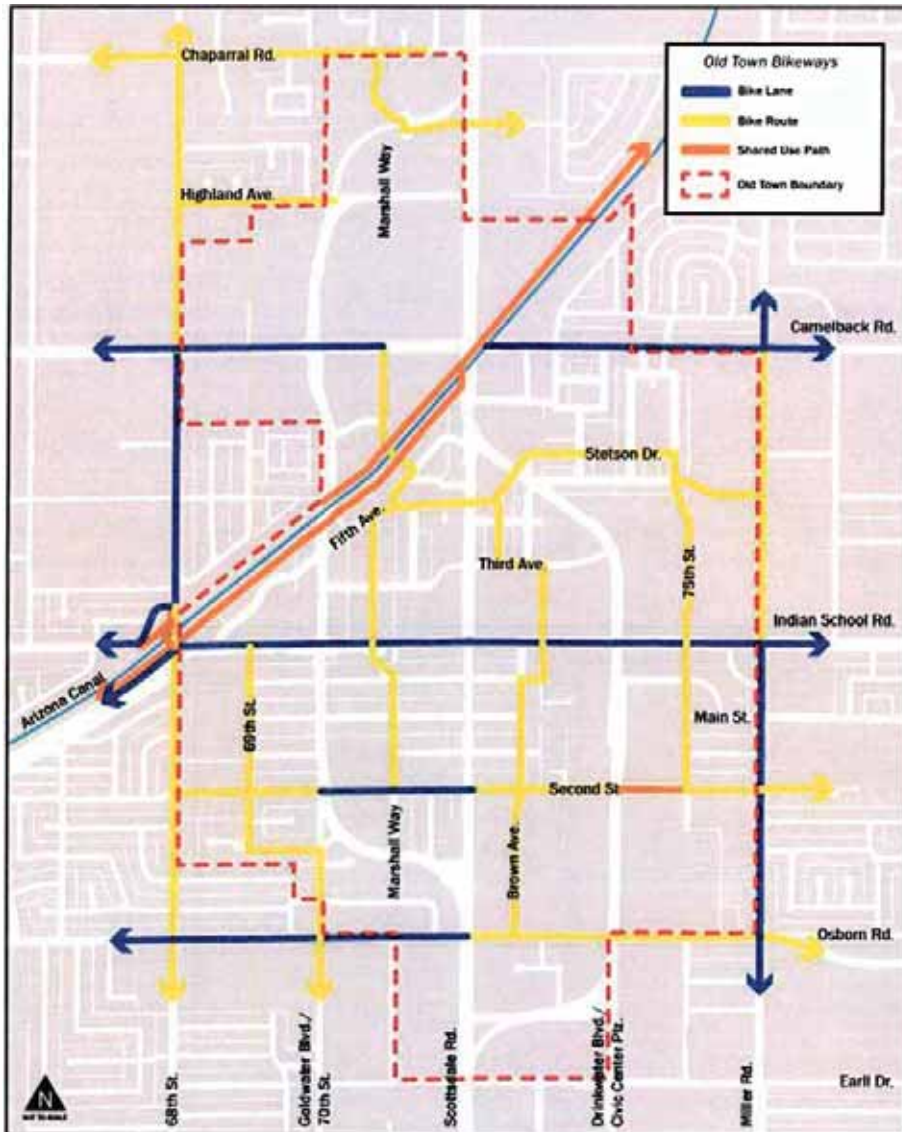 Chaparral Rd.
Old Town Bikeways
Bike Lane
Bike Route
Shared Use Path
Old Town Boundary
Highland Ave.
Marshall Way
Camelback Rd.
Stetson Dr.
Fifth Ave.
Third Ave.
75th St.
Indian School Rd.
Arizona Canal
69th St.
Main St.
Second St
Marshall Way
Brown Ave.
Osborn Rd.
68th St.
Goldwater Blvd./
70th St.
Scottsdale Rd.
Drinkwater Blvd./
Civic Center Plz.
Miller Rd.
Earll Dr.
N
NOT TO SCALE